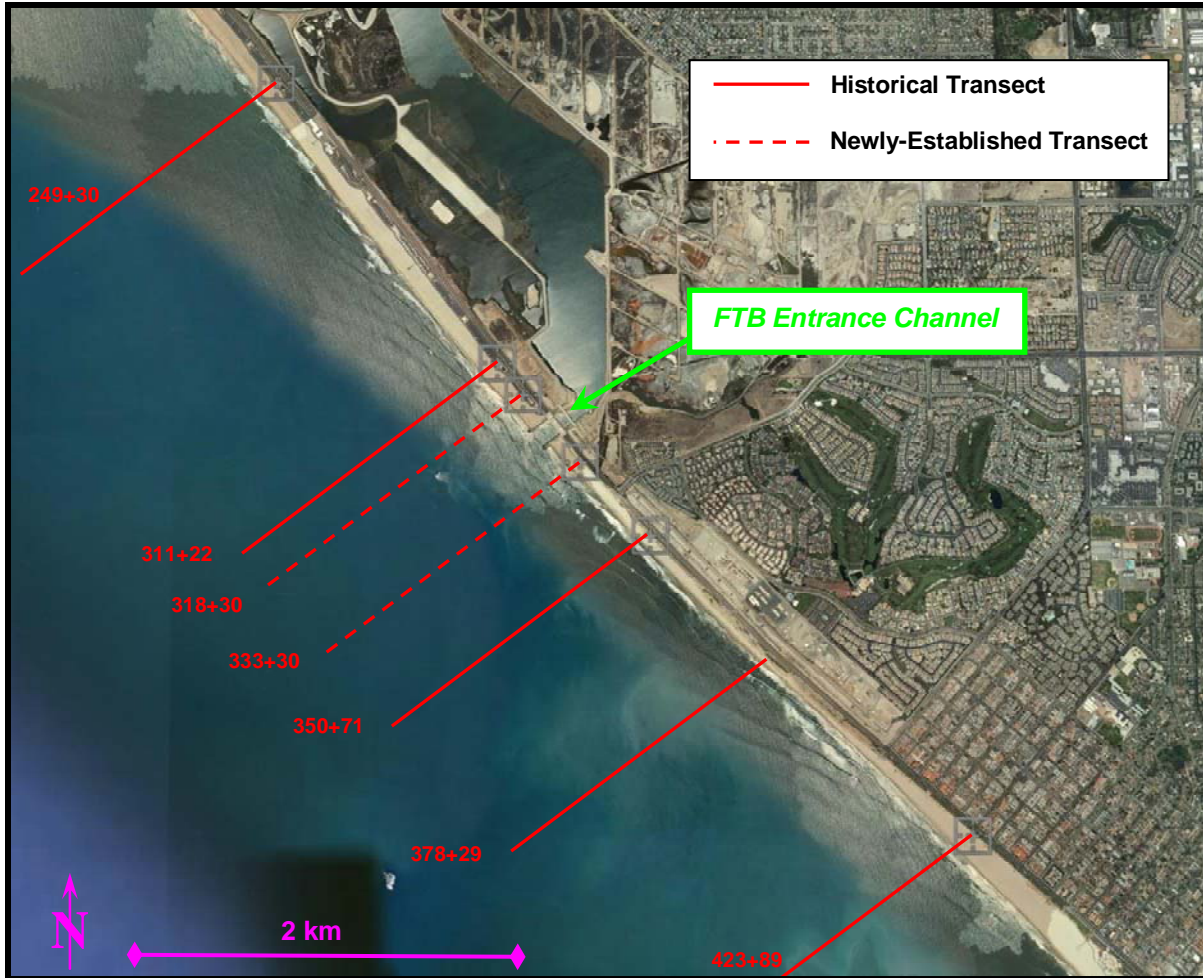 Historical Transect
Newly-Established Transect
249+30
FTB Entrance Channel
311+22
318+30
333+30
350+71
378+29
N
2 km
423+89